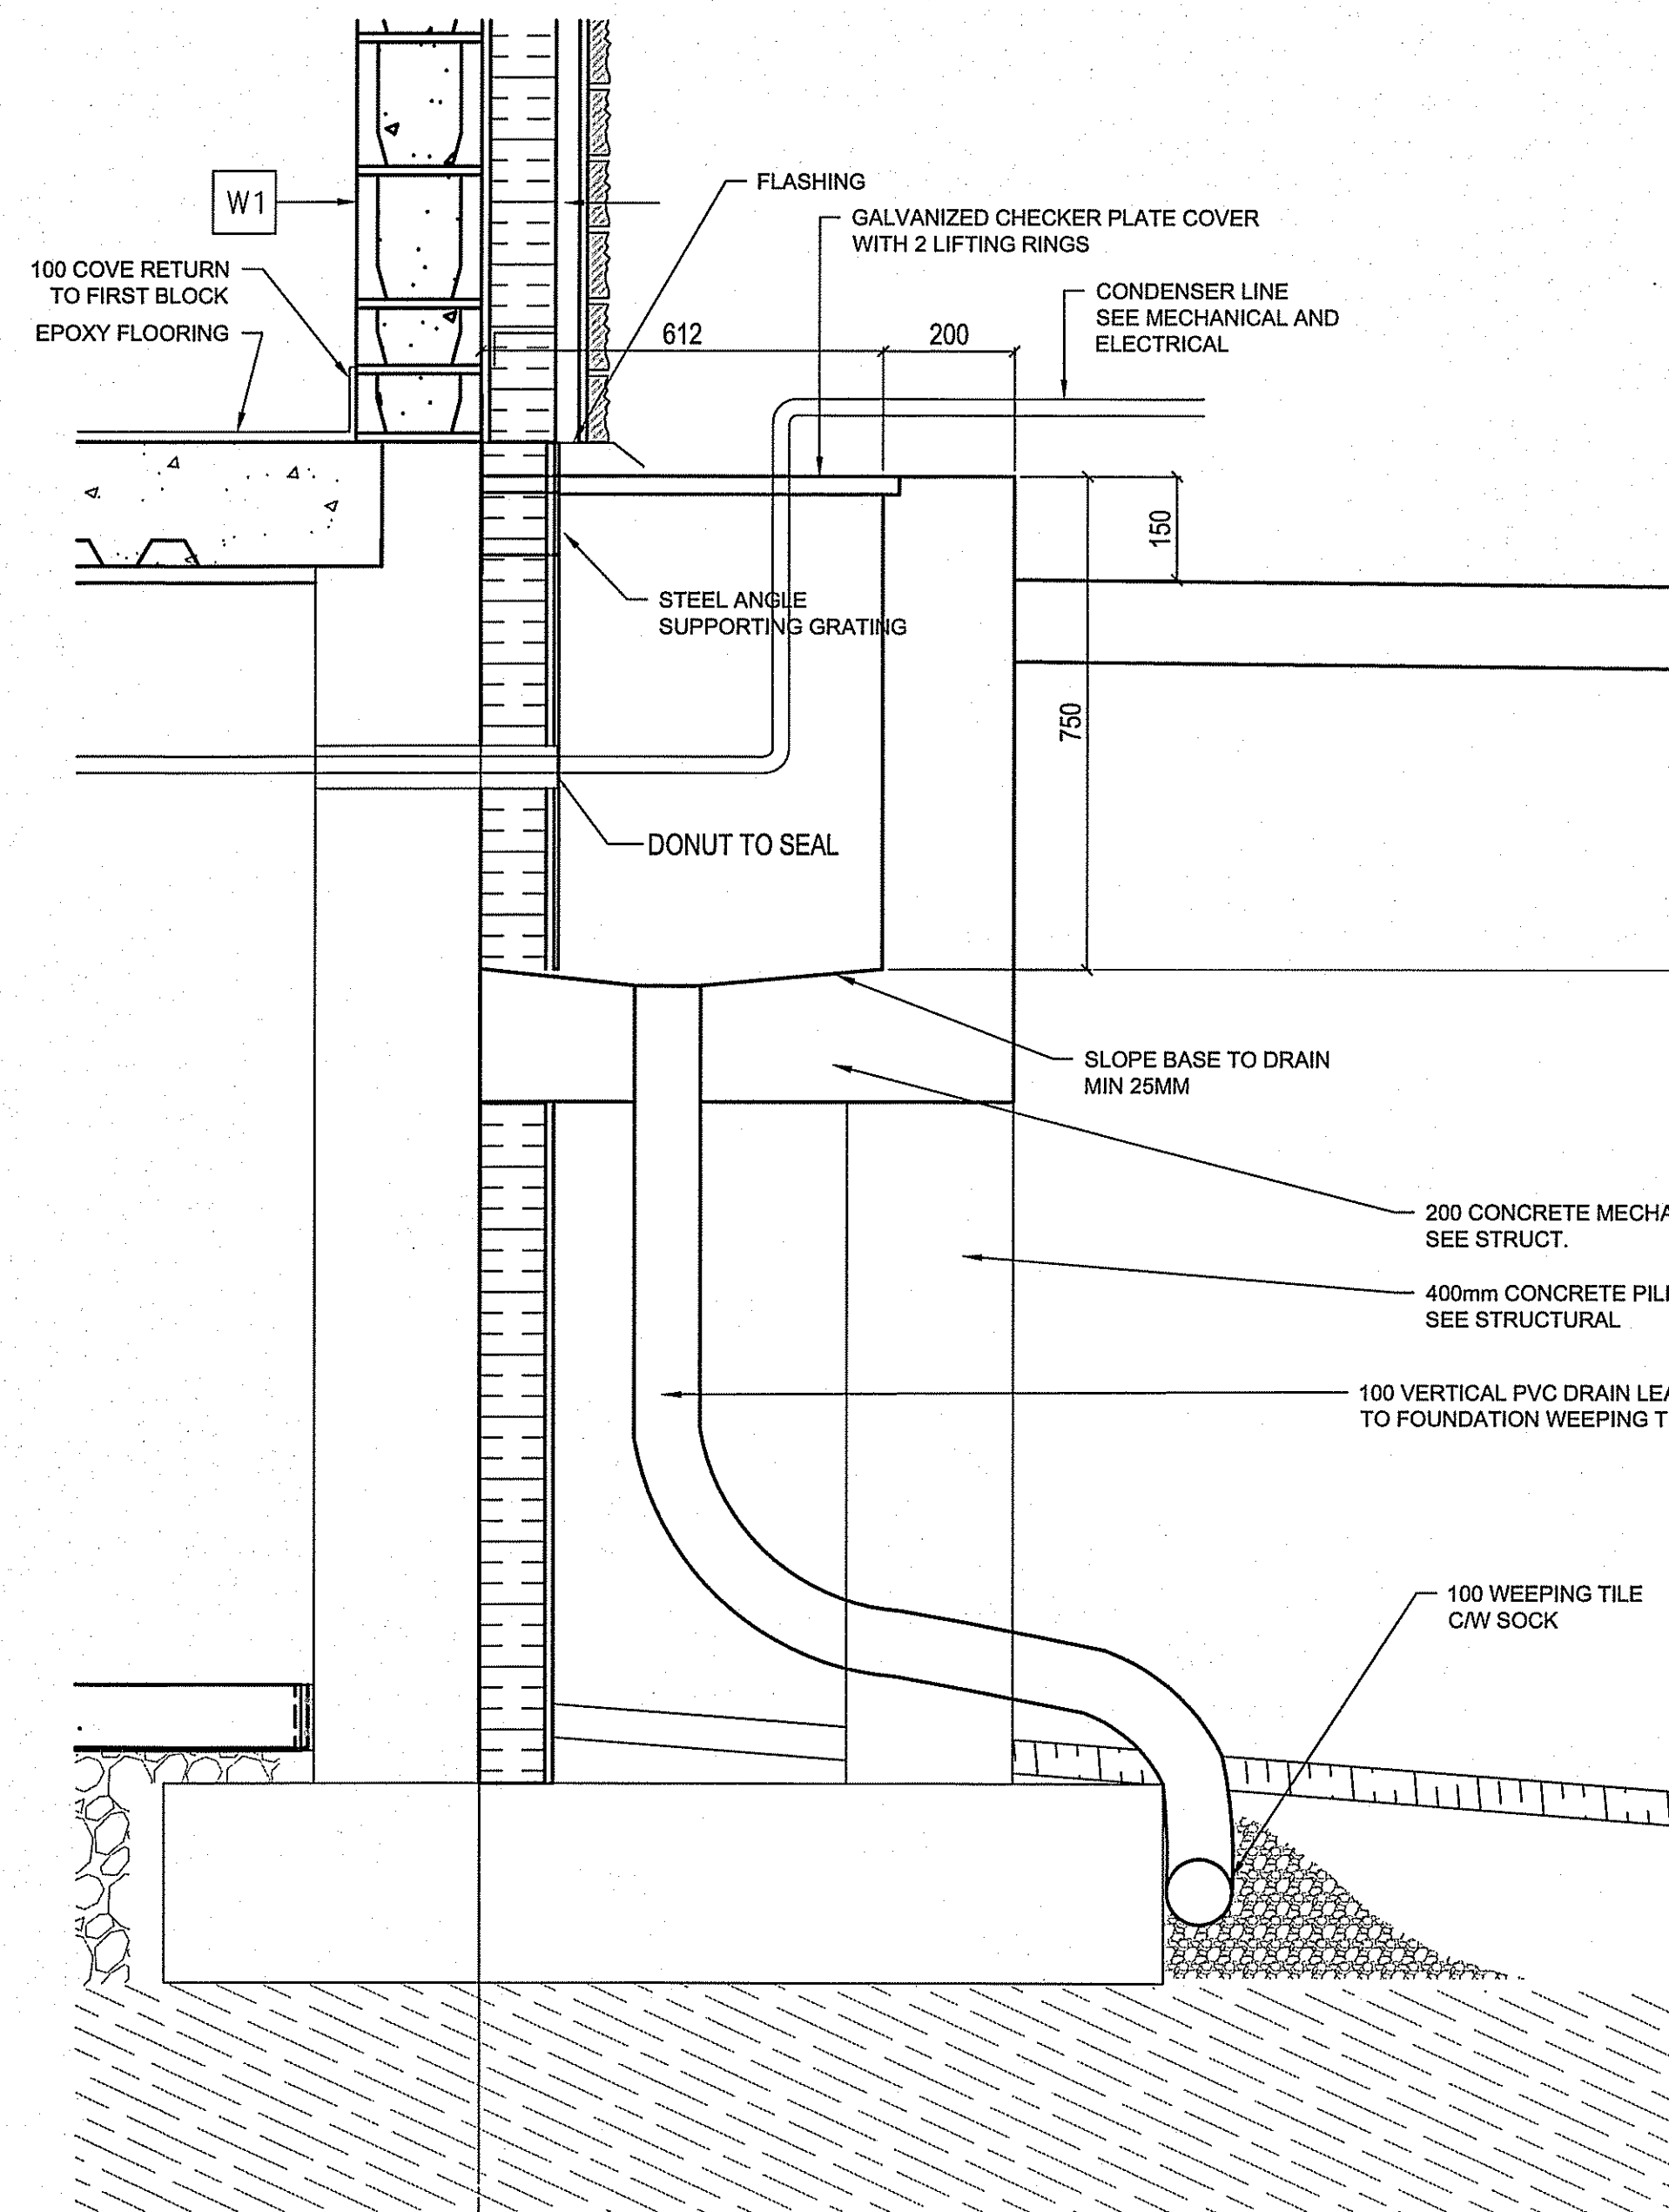 FLASHING
W1
GALVANIZED CHECKER PLATE COVER
WITH 2 LIFTING RINGS
100 COVE RETURN
TO FIRST BLOCK
EPOXY FLOORING
CONDENSER LINE
SEE MECHANICAL AND
ELECTRICAL
612
200
150
STEEL ANGLE
SUPPORTING GRATING
750
DONUT TO SEAL
SLOPE BASE TO DRAIN
MIN 25MM
200 CONCRETE
SEE STRUCT.
400mm CONCRETE
SEE STRUCTURAL
100 VERTICAL PVC DRAIN
TO FOUNDATION WEEPING
100 WEEPING TILE
C/W SOCK